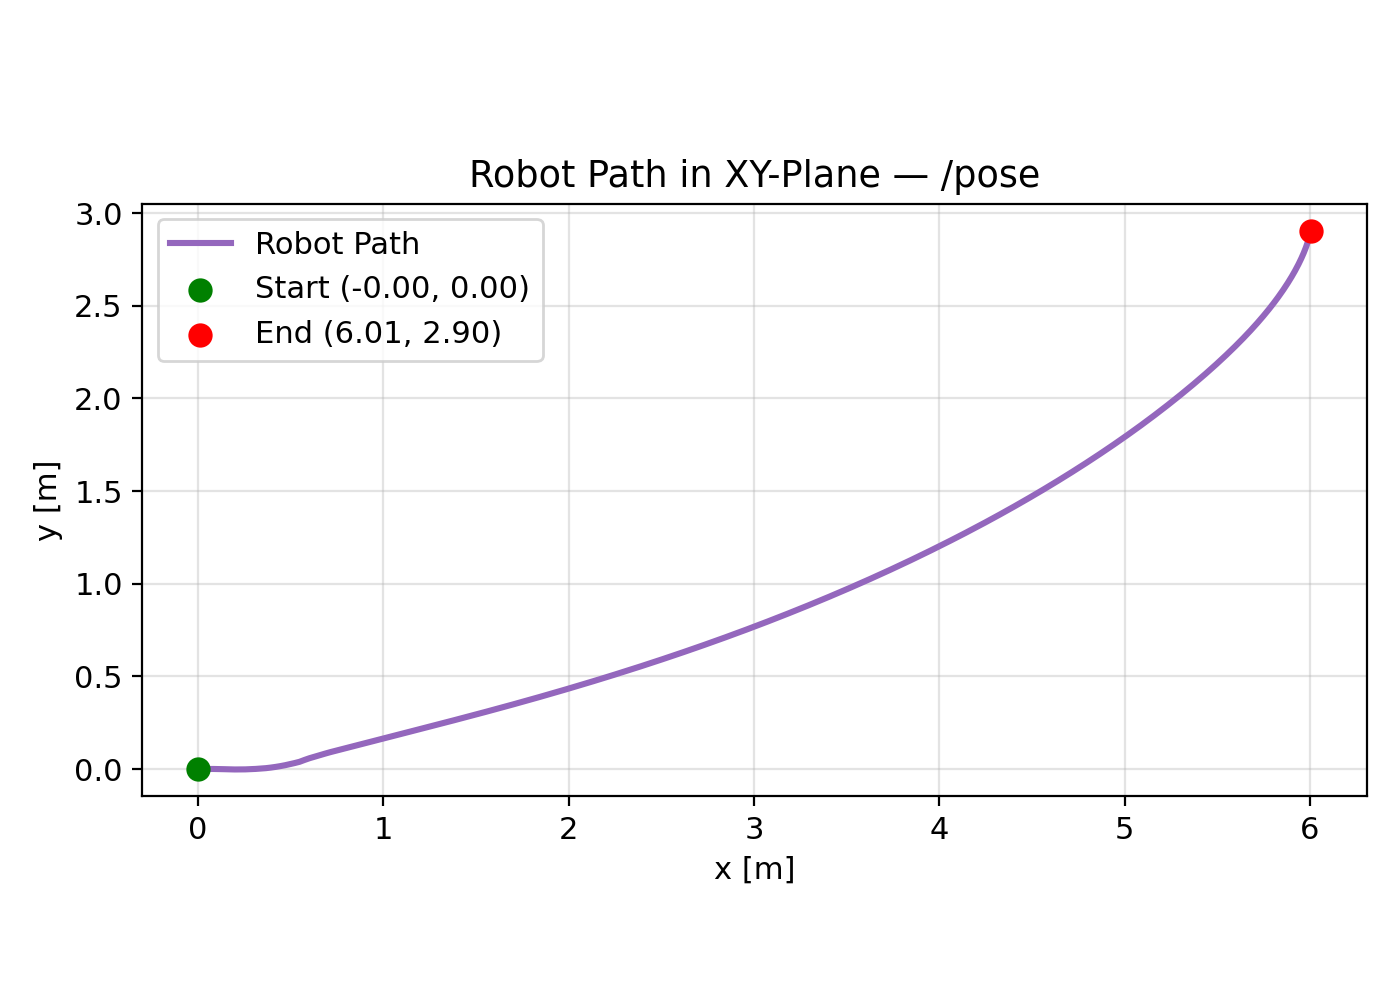 Robot Path in XY-Plane — /pose
Robot Path
Start (-0.00, 0.00)
End (6.01, 2.90)
3.0
2.5
2.0
1.5
1.0
0.5
0.0
y [m]
0 1 2 3 4 5 6
x [m]